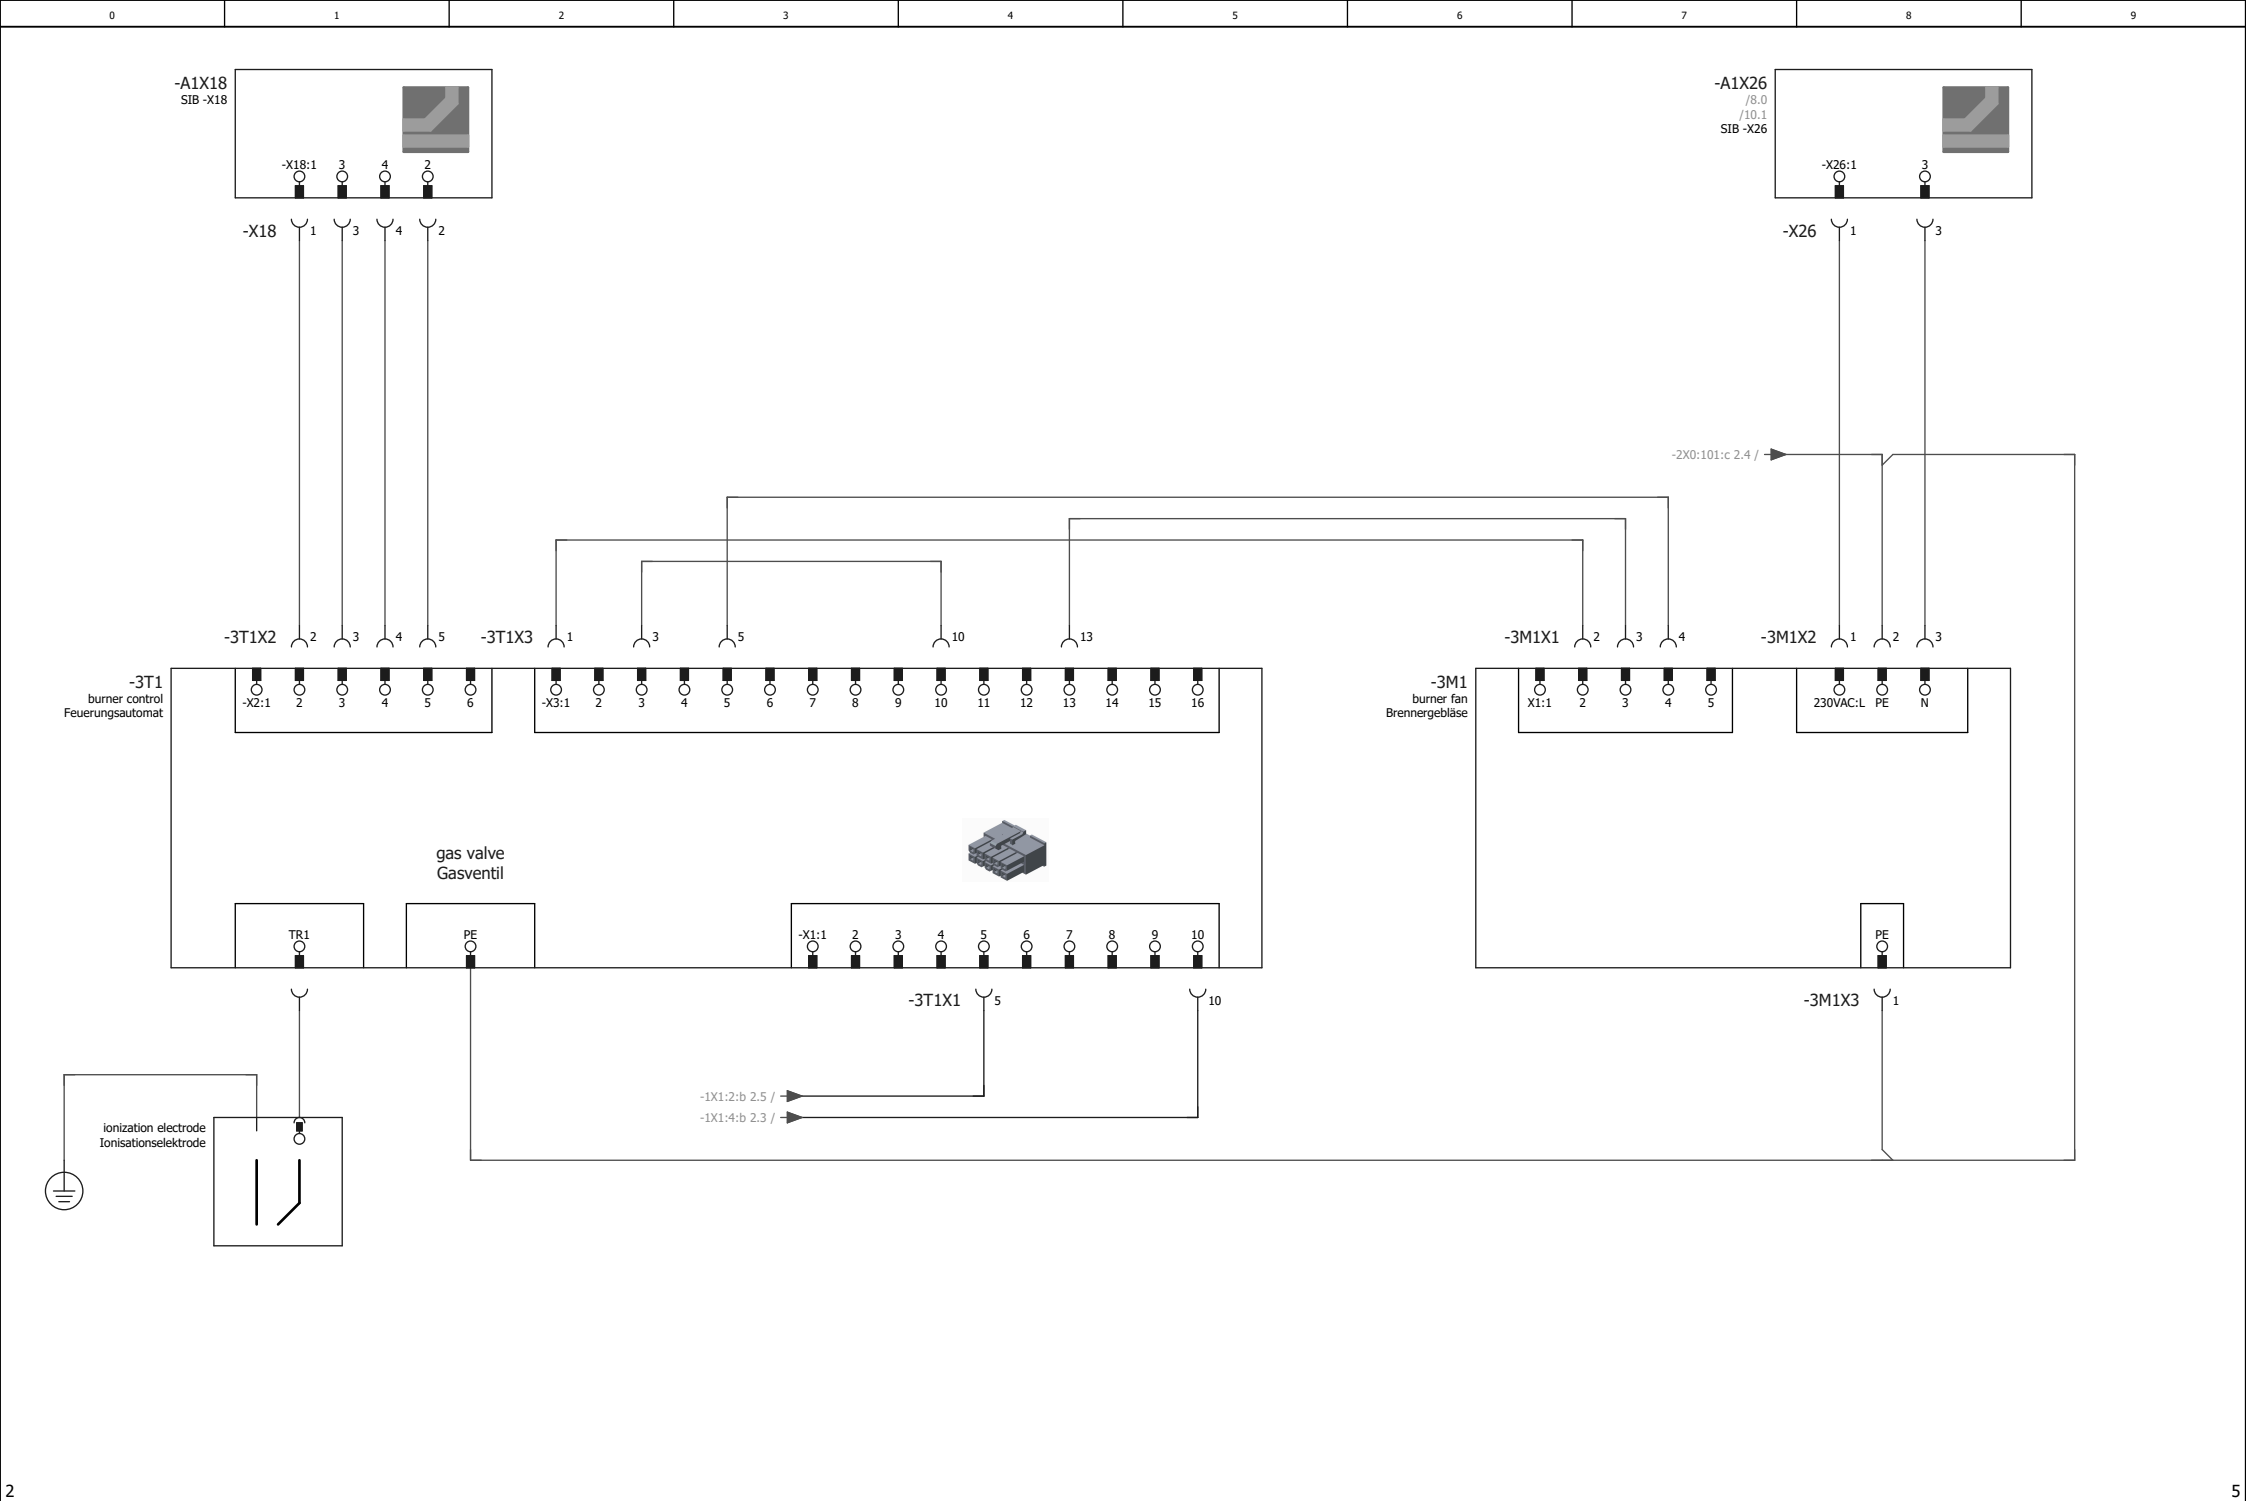 0 1 2 3 4 5 6 7 8 9
-A1X18
SIB -X18
-X18:1 3 4 2
-X18 1 3 4 2
-A1X26
/8.0
/10.1
SIB -X26
-X26:1 3
-X26 1 3
-2X0:101:c 2.4 /
-3T1X2 2 3 4 5
-3T1X3 1 3 5 10 13
-3M1X1 2 3 4
-3M1X2 1 2 3
-3T1
burner control
Feuerungsautomat
-X2:1 2 3 4 5 6
-X3:1 2 3 4 5 6 7 8 9 10 11 12 13 14 15 16
-3M1
burner fan
Brennergebläse
X1:1 2 3 4 5
230VAC:L PE N
gas valve
Gasventil
TR1
PE
-X1:1 2 3 4 5 6 7 8 9 10
PE
-3T1X1 5 10
-3M1X3 1
-1X1:2:b 2.5 /
-1X1:4:b 2.3 /
ionization electrode
Ionisationselektrode
2
5